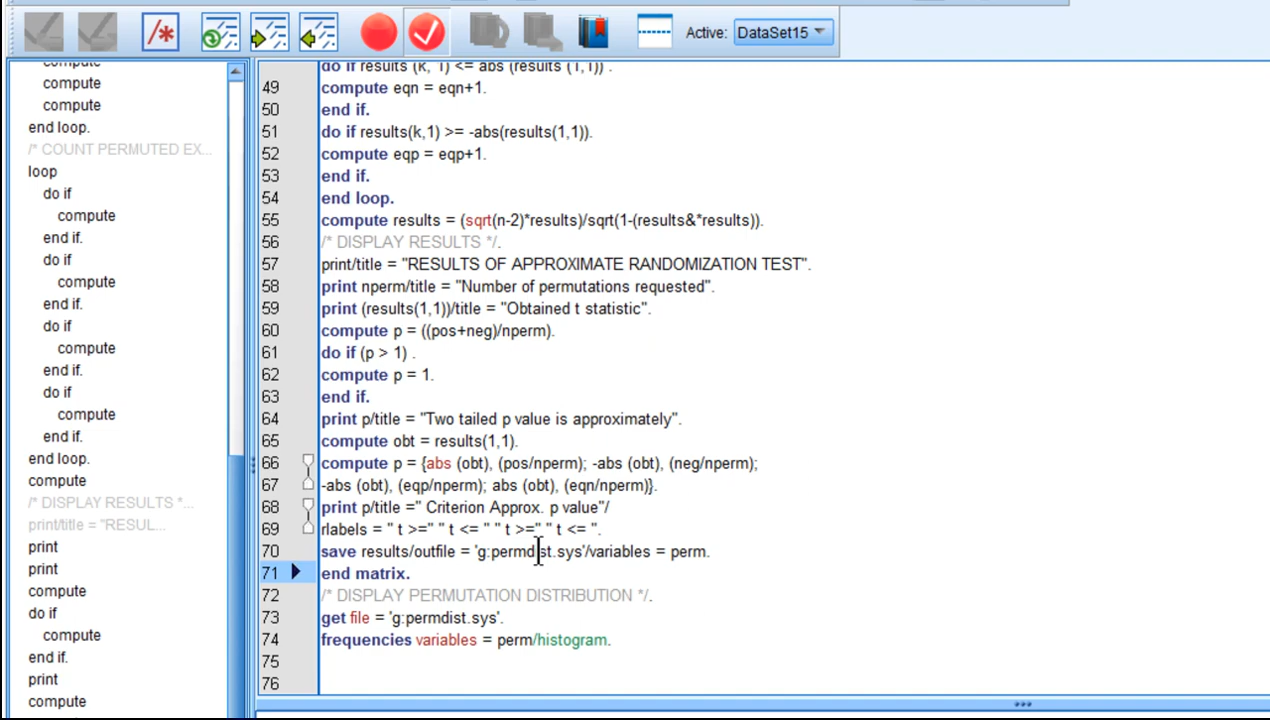 /*
Active: DataSet15
compute
compute
compute
end loop.
/* COUNT PERMUTED EX...
loop
do if
compute
end if.
do if
compute
end if.
do if
compute
end if.
do if
compute
end if.
end loop.
compute
/* DISPLAY RESULTS *...
print/title = "RESUL...
print
print
compute
do if
compute
end if.
print
compute
do if results (k, 1) <= abs (results (1,1)) .
49 compute eqn = eqn+1.
50 end if.
51 do if results(k,1) >= -abs(results(1,1)).
52 compute eqp = eqp+1.
53 end if.
54 end loop.
55 compute results = (sqrt(n-2)*results)/sqrt(1-(results&*results)).
56 /* DISPLAY RESULTS */.
57 print/title = "RESULTS OF APPROXIMATE RANDOMIZATION TEST".
58 print nperm/title = "Number of permutations requested".
59 print (results(1,1))/title = "Obtained t statistic".
60 compute p = ((pos+neg)/nperm).
61 do if (p > 1) .
62 compute p = 1.
63 end if.
64 print p/title = "Two tailed p value is approximately".
65 compute obt = results(1,1).
66 compute p = {abs (obt), (pos/nperm); -abs (obt), (neg/nperm);
67 -abs (obt), (eqp/nperm); abs (obt), (eqn/nperm)}.
68 print p/title =" Criterion Approx. p value"/
69 rlabels = " t >=" " t <= " " t >=" " t <= ".
70 save results/outfile = 'g:permdist.sys'/variables = perm.
71 end matrix.
72 /* DISPLAY PERMUTATION DISTRIBUTION */.
73 get file = 'g:permdist.sys'.
74 frequencies variables = perm/histogram.
75
76